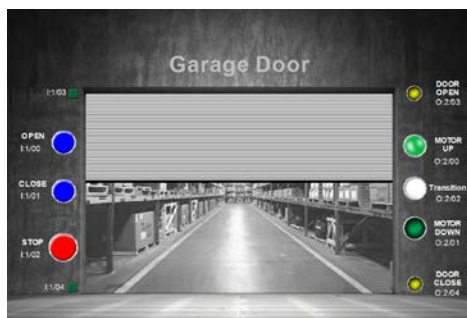 Garage Door
I:1/03
OPEN
I:1/00
CLOSE
I:1/01
STOP
I:1/02
I:1/04
DOOR
OPEN
O:2/03
MOTOR
UP
O:2/00
Transition
O:2/02
MOTOR
DOWN
O:2/01
DOOR
CLOSE
O:2/04